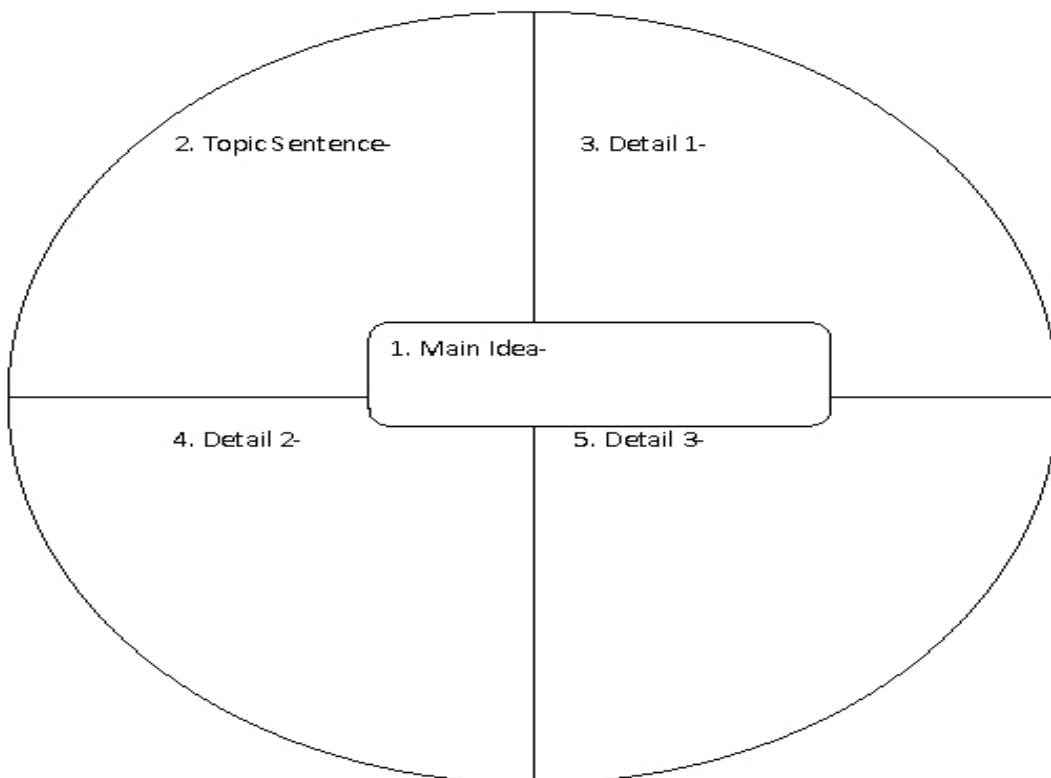 2. Topic Sentence-
3. Detail 1-
1. Main Idea-
4. Detail 2-
5. Detail 3-